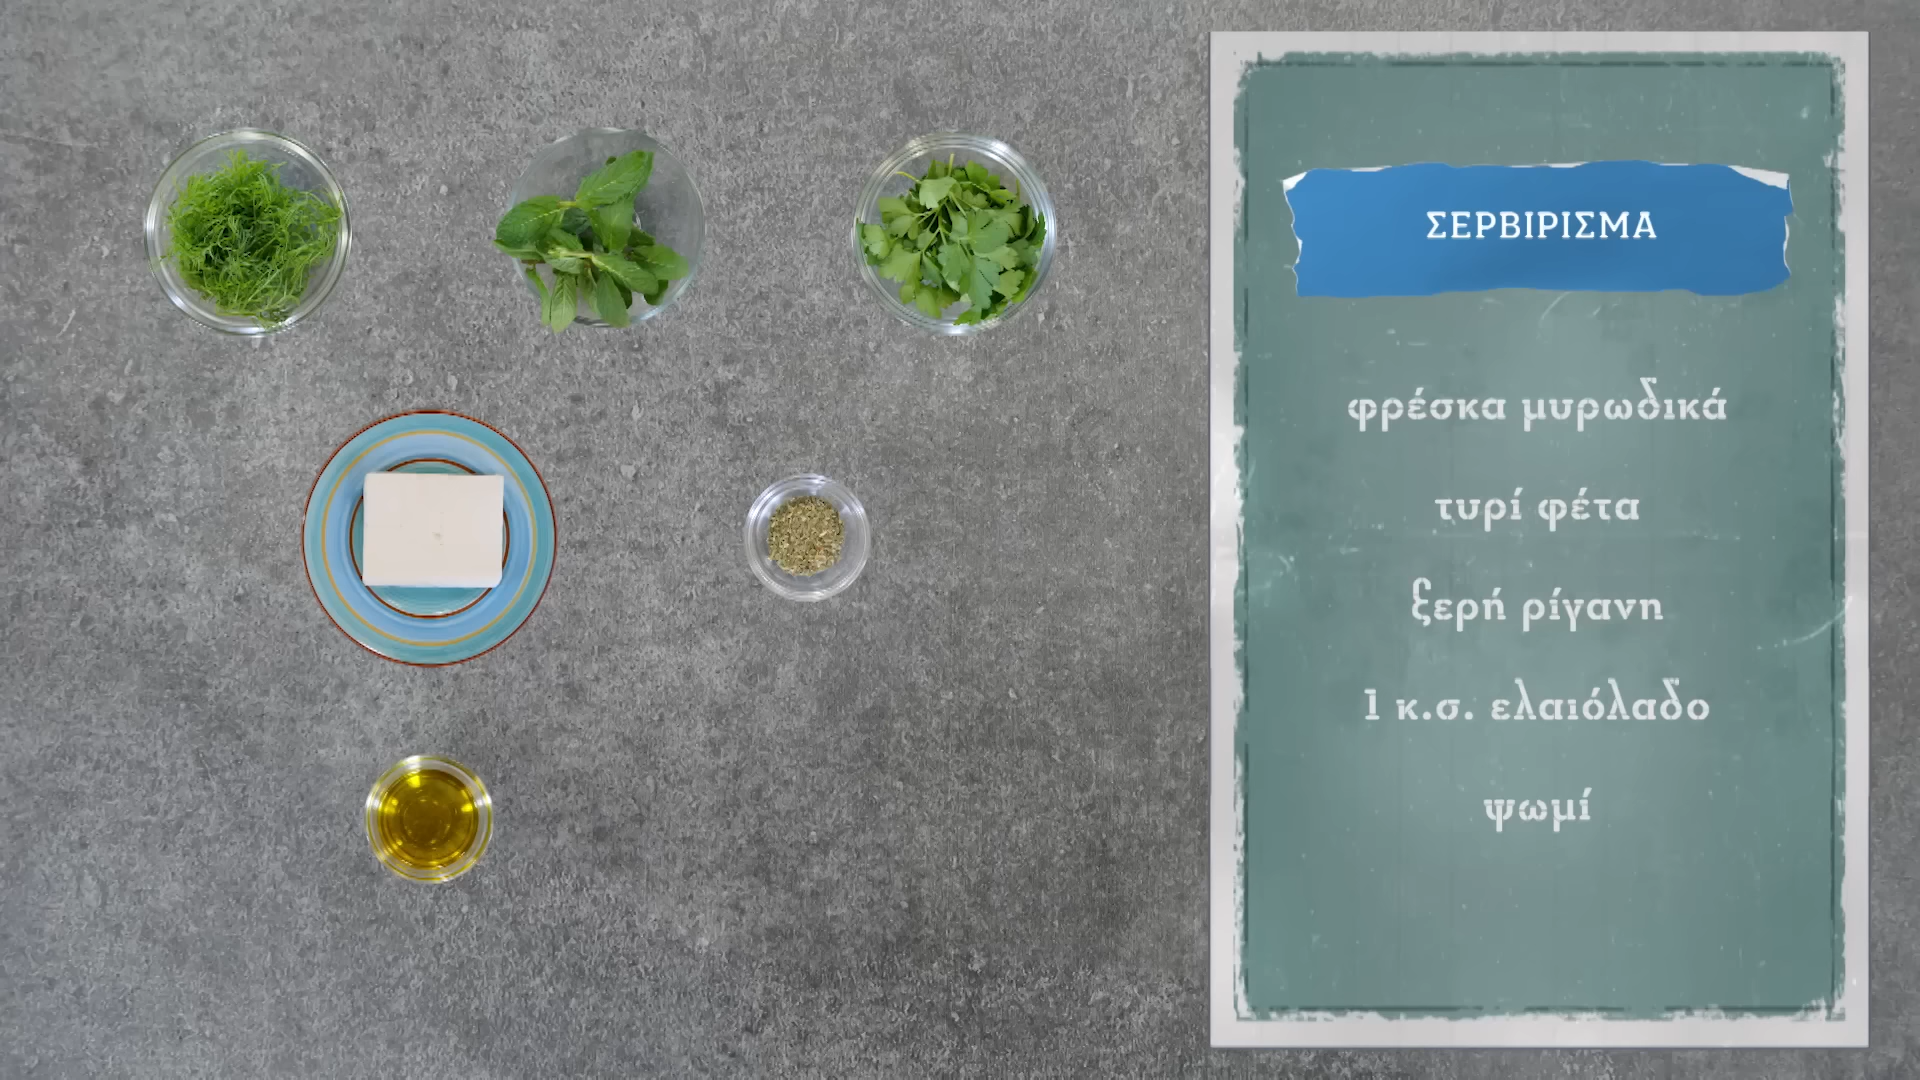 ΣΕΡΒΙΡΙΣΜΑ
φρέσκα μυρωδικά
τυρί φέτα
ξερή ρίγανη
1 κ.σ. ελαιόλαδο
ψωμί